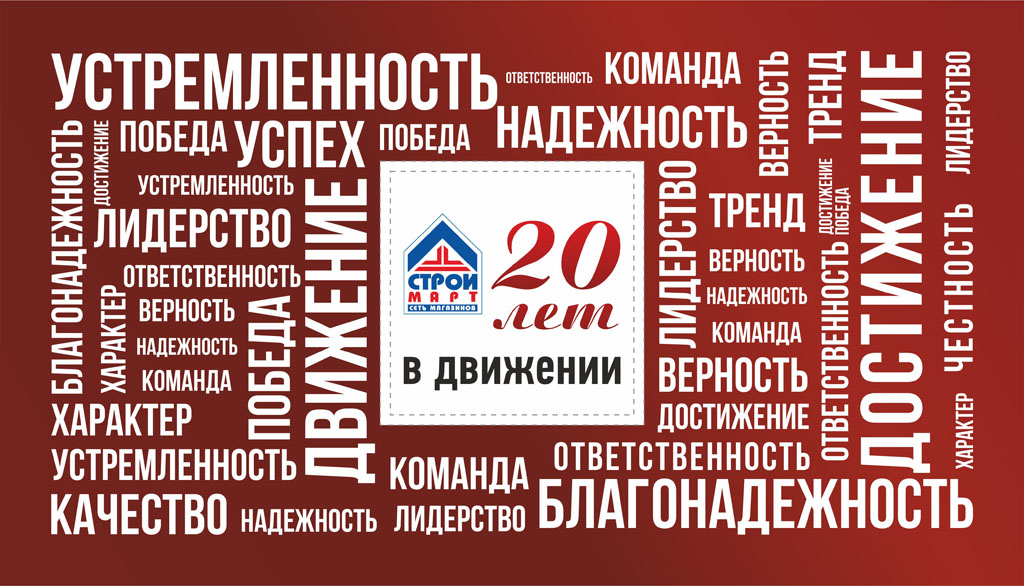 УСТРЕМЛЕННОСТЬ
ОТВЕТСТВЕННОСТЬ
КОМАНДА
ВЕРНОСТЬ
ТРЕНД
ДОСТИЖЕНИЕ
ЛИДЕРСТВО
БЛАГОНАДЕЖНОСТЬ
ДОСТИЖЕНИЕ
ПОБЕДА
УСПЕХ
ПОБЕДА
НАДЕЖНОСТЬ
УСТРЕМЛЕННОСТЬ
ДВИЖЕНИЕ
ЛИДЕРСТВО
ЛИДЕРСТВО
ТРЕНД
ДОСТИЖЕНИЕ
ПОБЕДА
ЧЕСТНОСТЬ
СТРОЙ
МАРТ
СЕТЬ МАГАЗИНОВ
20
лет
в движении
ОТВЕТСТВЕННОСТЬ
ВЕРНОСТЬ
ОТВЕТСТВЕННОСТЬ
ХАРАКТЕР
ВЕРНОСТЬ
ПОБЕДА
НАДЕЖНОСТЬ
НАДЕЖНОСТЬ
КОМАНДА
КОМАНДА
ВЕРНОСТЬ
ХАРАКТЕР
ДОСТИЖЕНИЕ
ХАРАКТЕР
УСТРЕМЛЕННОСТЬ
КОМАНДА
ОТВЕТСТВЕННОСТЬ
КАЧЕСТВО
НАДЕЖНОСТЬ
ЛИДЕРСТВО
БЛАГОНАДЕЖНОСТЬ